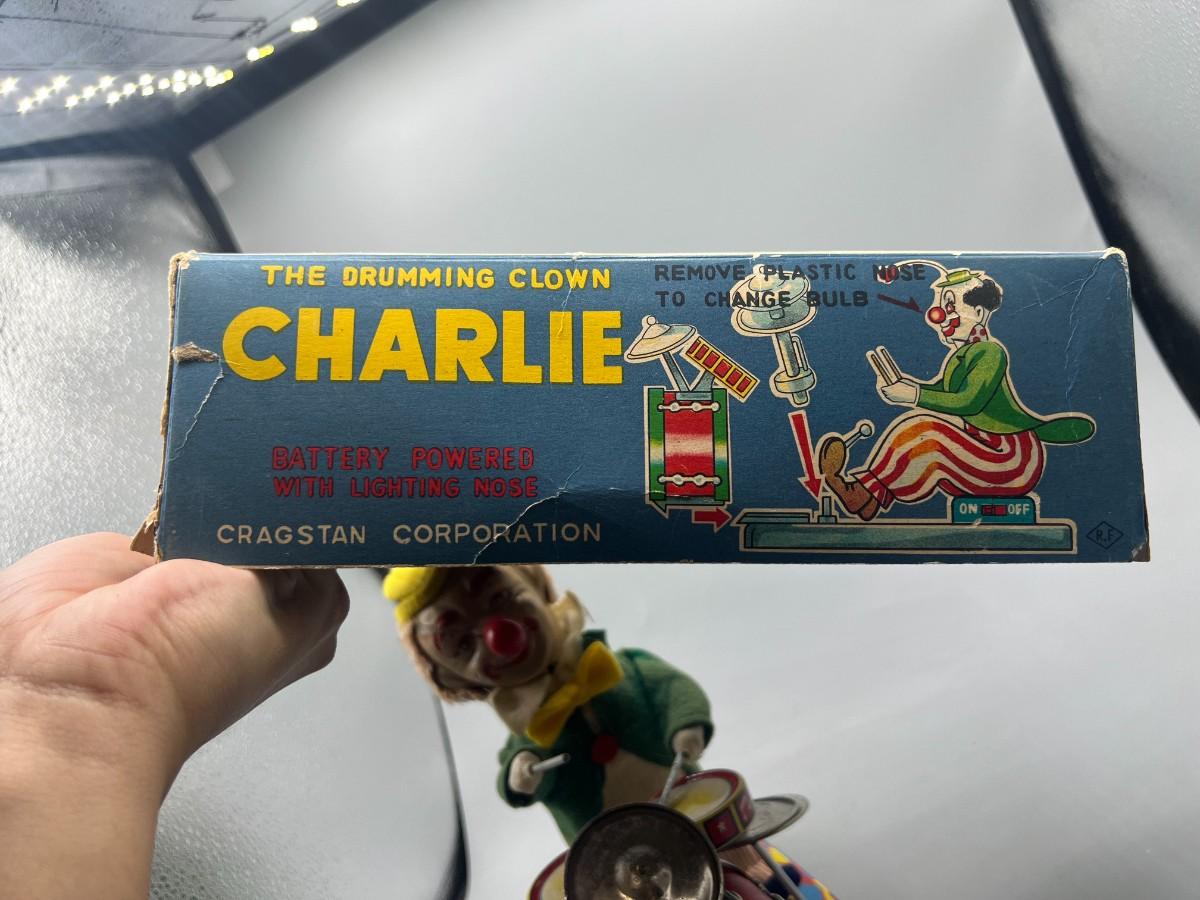 THE DRUMMING CLOWN
CHARLIE
BATTERY POWERED
WITH LIGHTING NOSE
CRAGSTAN CORPORATION
REMOVE PLASTIC NOSE
TO CHANGE BULB
ON OFF
R.F